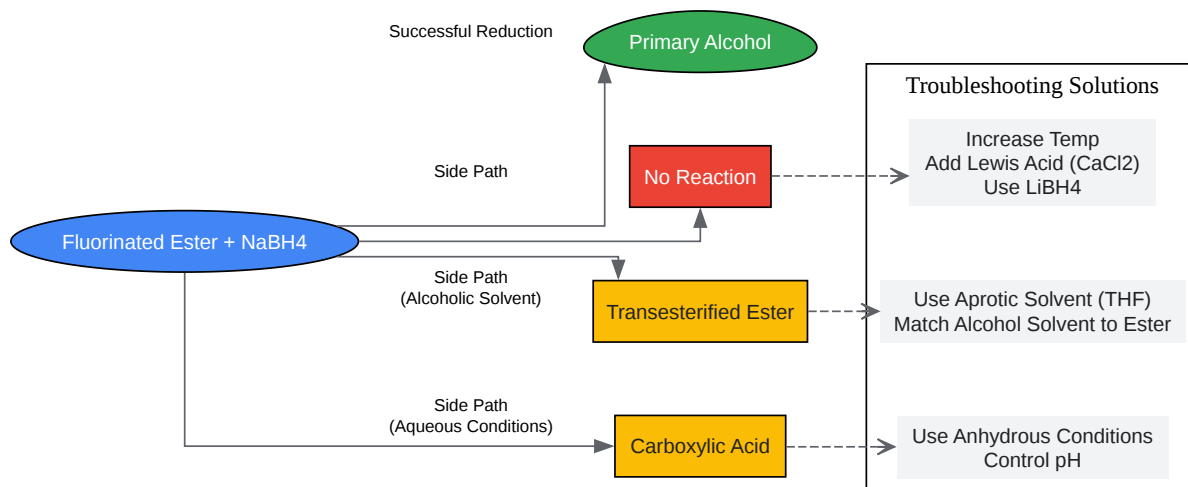 Successful Reduction
Primary Alcohol
Troubleshooting Solutions
Side Path
No Reaction
Increase Temp
Add Lewis Acid (CaCl2)
Use LiBH4
Fluorinated Ester + NaBH4
Side Path
(Alcoholic Solvent)
Transesterified Ester
Use Aprotic Solvent (THF)
Match Alcohol Solvent to Ester
Side Path
(Aqueous Conditions)
Carboxylic Acid
Use Anhydrous Conditions
Control pH